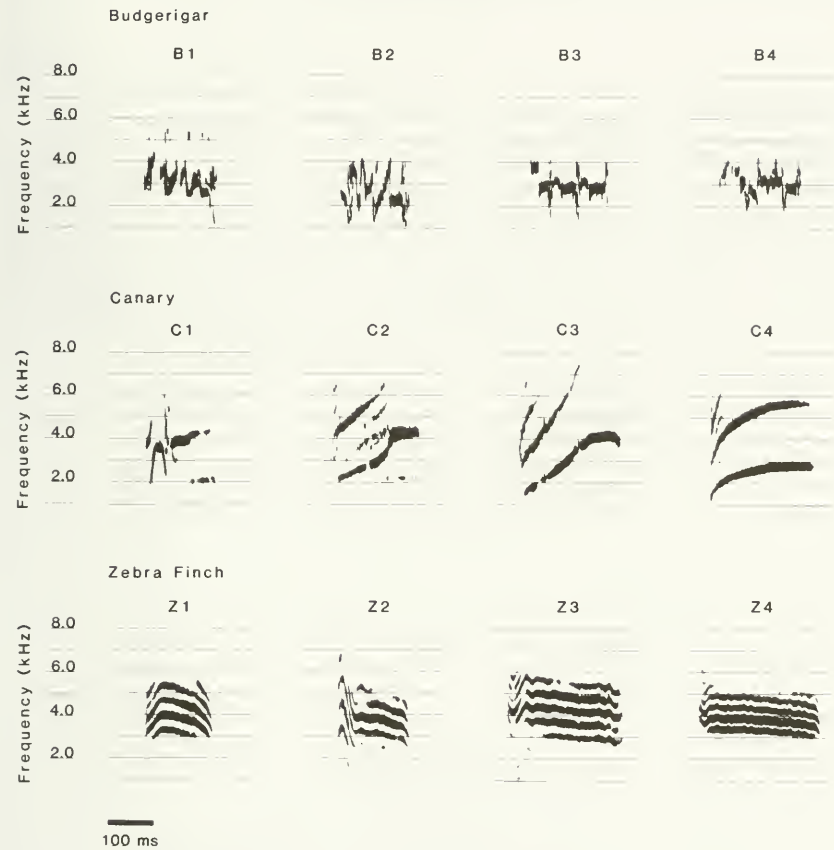 Budgerigar
B1 B2 B3 B4
Frequency (kHz)
8.0
6.0
4.0
2.0
Canary
C1 C2 C3 C4
Frequency (kHz)
8.0
6.0
4.0
2.0
Zebra Finch
Z1 Z2 Z3 Z4
Frequency (kHz)
8.0
6.0
4.0
2.0
100 ms